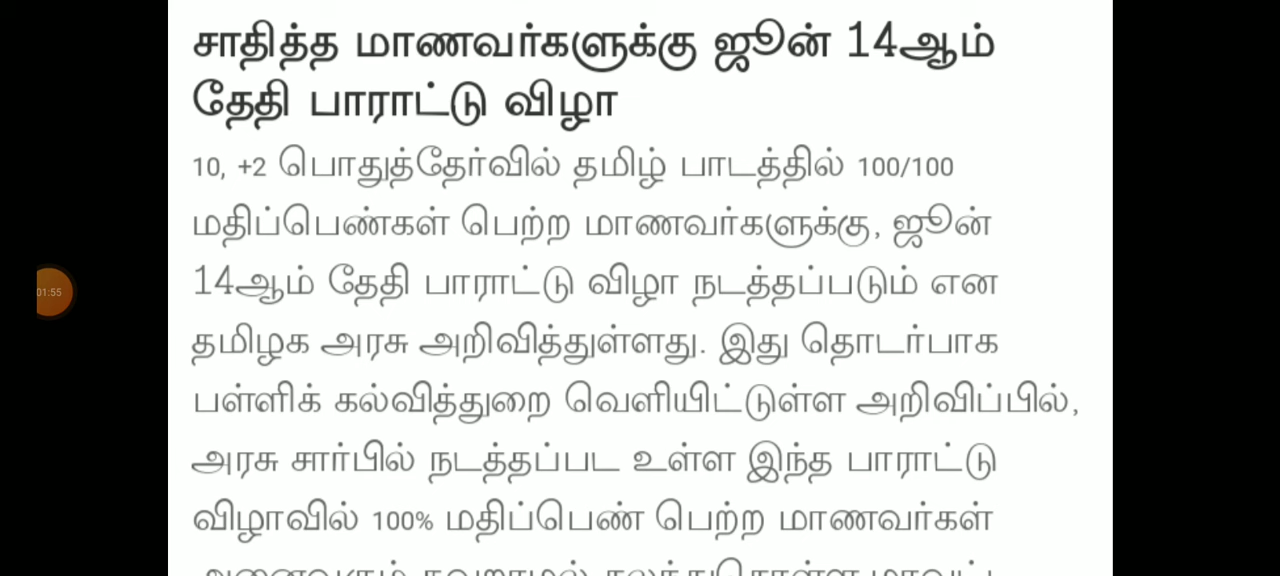 சாதித்த மாணவர்களுக்கு ஜூன் 14ஆம்
தேதி பாராட்டு விழா
10, +2 பொதுத்தேர்வில் தமிழ் பாடத்தில் 100/100
மதிப்பெண்கள் பெற்ற மாணவர்களுக்கு, ஜூன்
14ஆம் தேதி பாராட்டு விழா நடத்தப்படும் என
தமிழக அரசு அறிவித்துள்ளது. இது தொடர்பாக
01:55
பள்ளிக் கல்வித்துறை வெளியிட்டுள்ள அறிவிப்பில்,
அரசு சார்பில் நடத்தப்பட உள்ள இந்த பாராட்டு
விழாவில் 100% மதிப்பெண் பெற்ற மாணவர்கள்